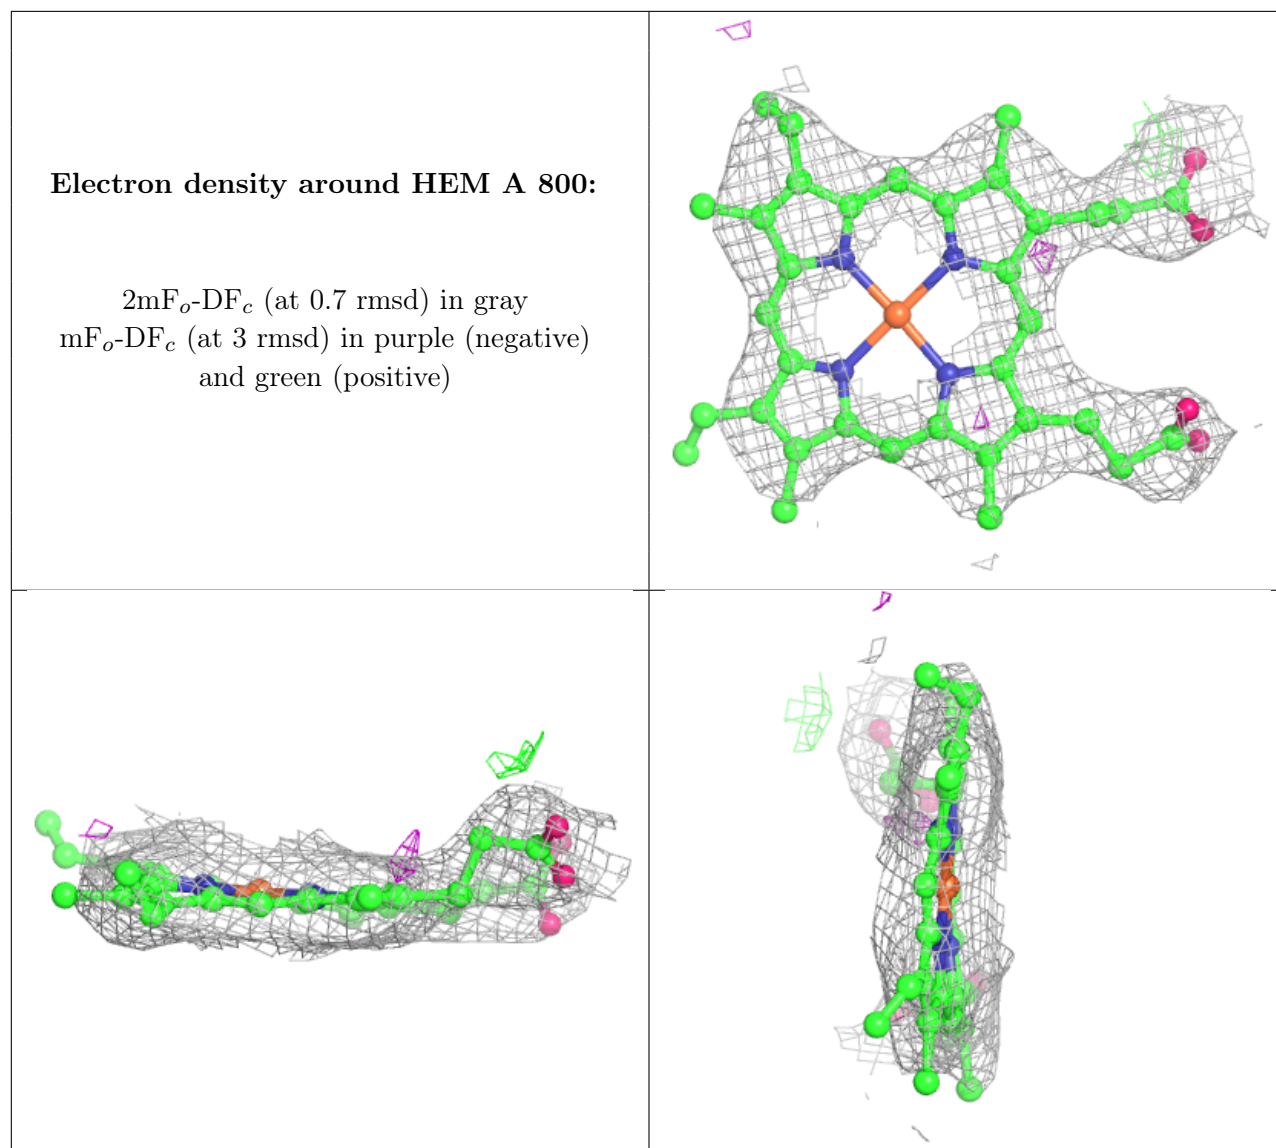 Electron density around HEM A 800:
2mFₒ-DF𝒸 (at 0.7 rmsd) in gray
mFₒ-DF𝒸 (at 3 rmsd) in purple (negative)
and green (positive)